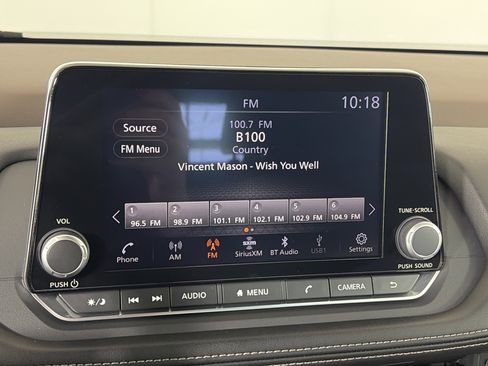 FM
10:18
Source
100.7 FM
B100
FM Menu
Country
Vincent Mason - Wish You Well
1 2 3 4 5 6
96.5 FM 98.9 FM 101.1 FM 102.1 FM 102.9 FM 104.9 FM
VOL
TUNE-SCROLL
Phone AM FM SiriusXM BT Audio USB1 Settings
sxm
PUSH
PUSH SOUND
AUDIO MENU CAMERA